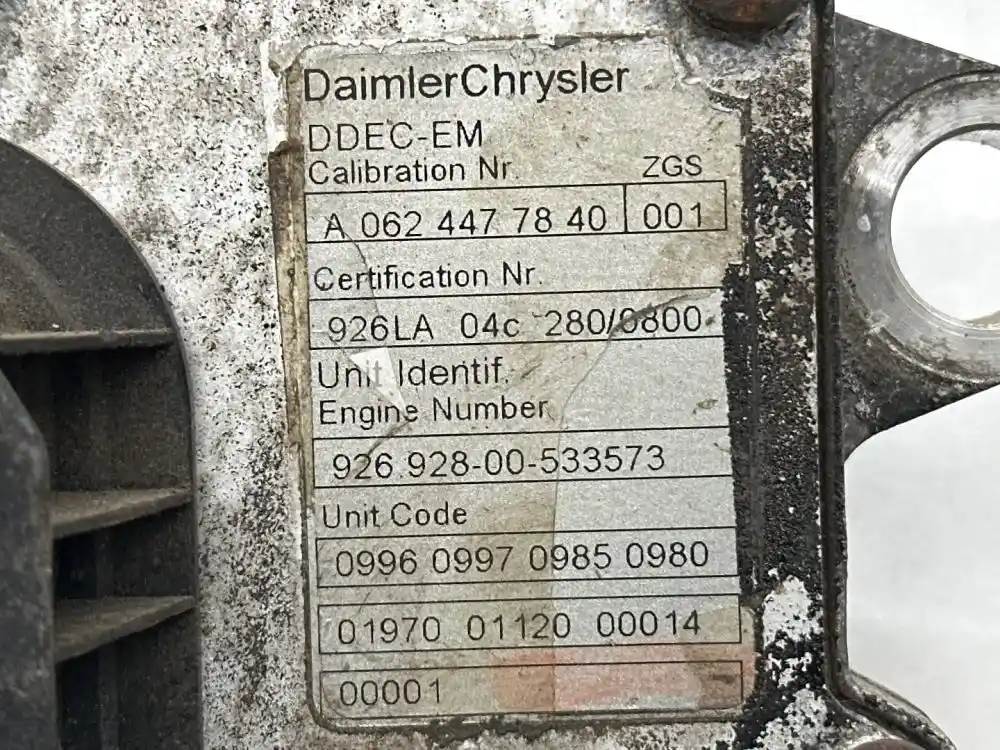 DaimlerChrysler
DDEC-EM
Calibration Nr. ZGS
A 062 447 78 40 001
Certification Nr.
926LA 04c 280/0800
Unit Identif.
Engine Number
926.928-00-533573
Unit Code
0996 0997 0985 0980
01970 01120 00014
00001